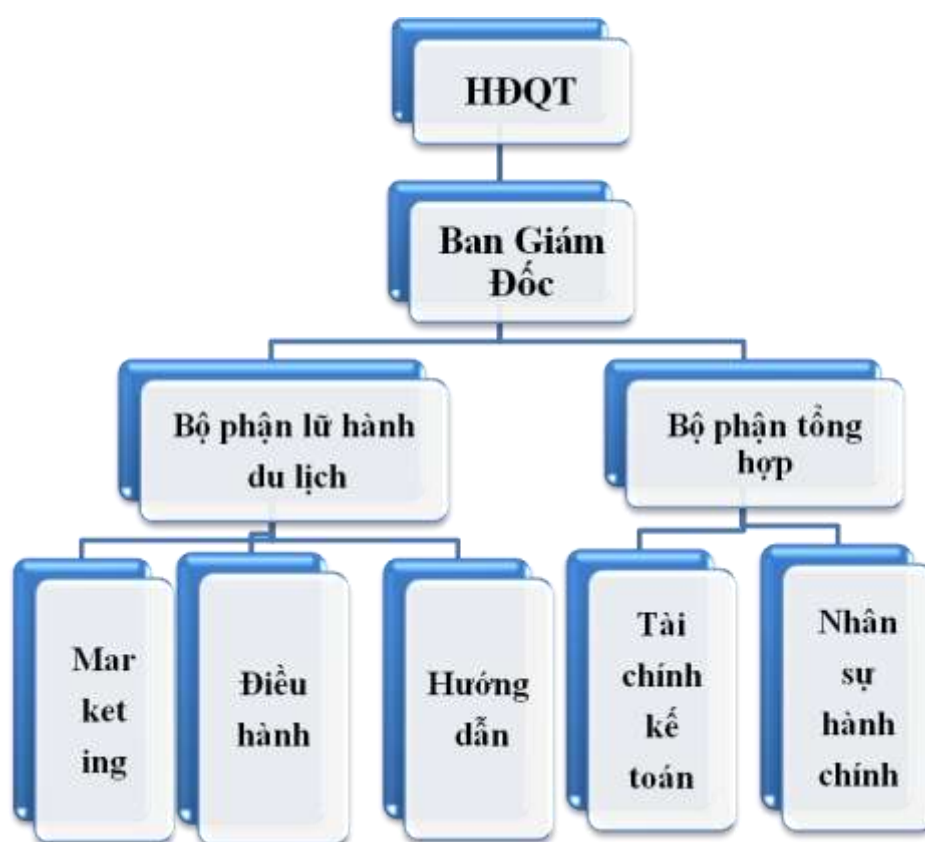 HĐQT
Ban Giám
Đốc
Bộ phận lữ hành
du lịch
Bộ phận tổng
hợp
Mar
ket
ing
Điều
hành
Hướng
dẫn
Tài
chính
kế
toán
Nhân
sự
hành
chính